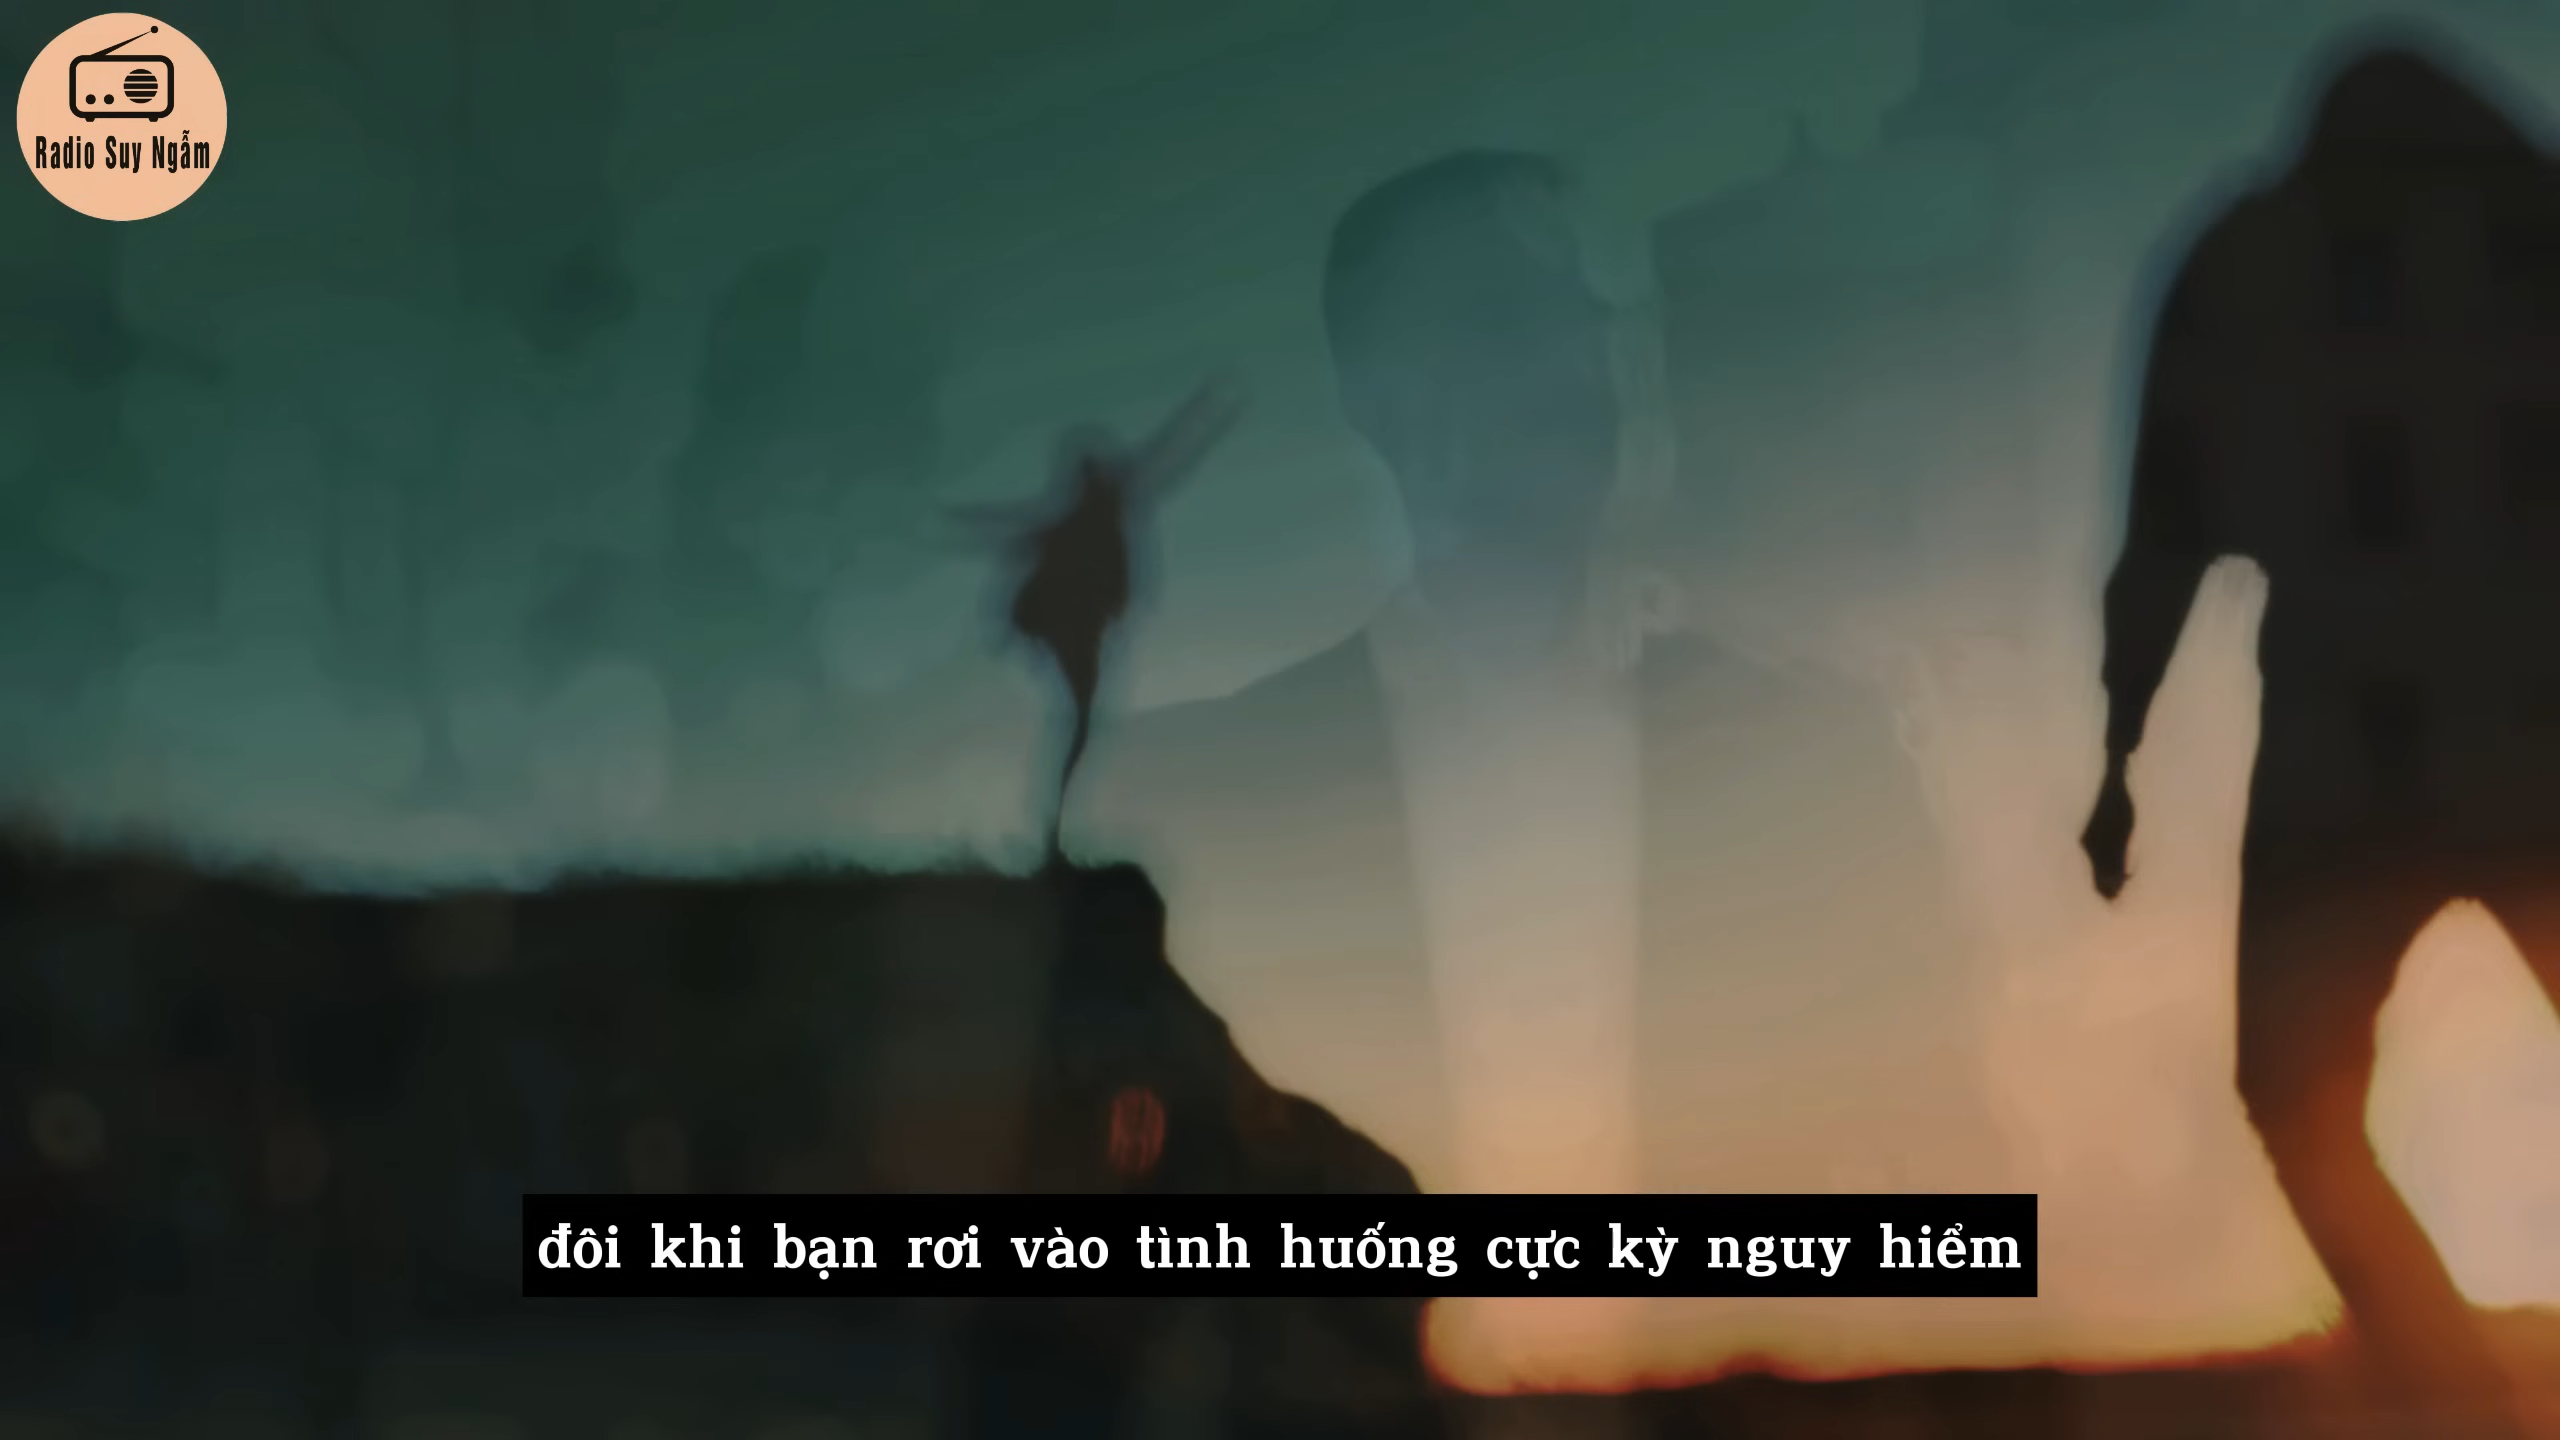 Radio Suy Ngẫm
đôi khi bạn rơi vào tình huống cực kỳ nguy hiểm